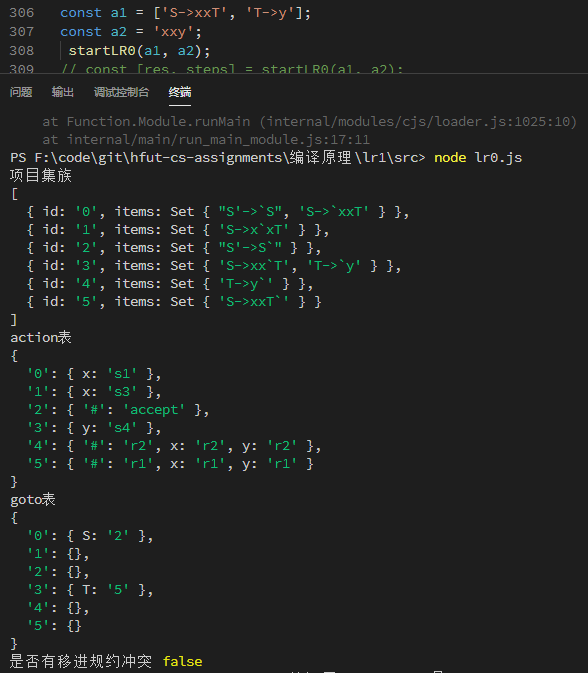 306 const a1 = ['S->xxT', 'T->y'];
307 const a2 = 'xxy';
308 startLR0(a1, a2);
309 // const [res, steps] = startLR0(a1, a2);
问题 输出 调试控制台 终端
at Function.Module.runMain (internal/modules/cjs/loader.js:1025:10)
at internal/main/run_main_module.js:17:11
PS F:\code\git\hfut-cs-assignments\编译原理\lr1\src> node lr0.js
项目集族
[
{ id: '0', items: Set { "S'->`S", 'S->`xxT' } },
{ id: '1', items: Set { 'S->x`xT' } },
{ id: '2', items: Set { "S'->S`" } },
{ id: '3', items: Set { 'S->xx`T', 'T->`y' } },
{ id: '4', items: Set { 'T->y`' } },
{ id: '5', items: Set { 'S->xxT`' } }
]
action表
{
'0': { x: 's1' },
'1': { x: 's3' },
'2': { '#': 'accept' },
'3': { y: 's4' },
'4': { '#': 'r2', x: 'r2', y: 'r2' },
'5': { '#': 'r1', x: 'r1', y: 'r1' }
}
goto表
{
'0': { S: '2' },
'1': {},
'2': {},
'3': { T: '5' },
'4': {},
'5': {}
}
是否有移进规约冲突 false